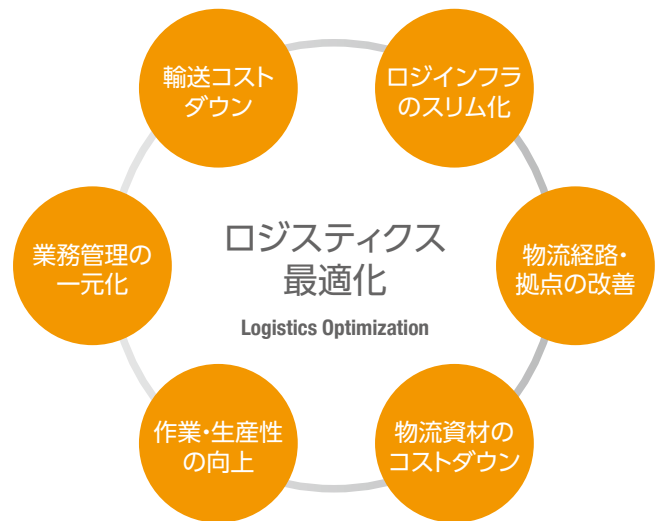 輸送コスト
ダウン
ロジインフラ
のスリム化
業務管理の
一元化
ロジスティクス
最適化
Logistics Optimization
物流経路・
拠点の改善
作業・生産性
の向上
物流資材の
コストダウン